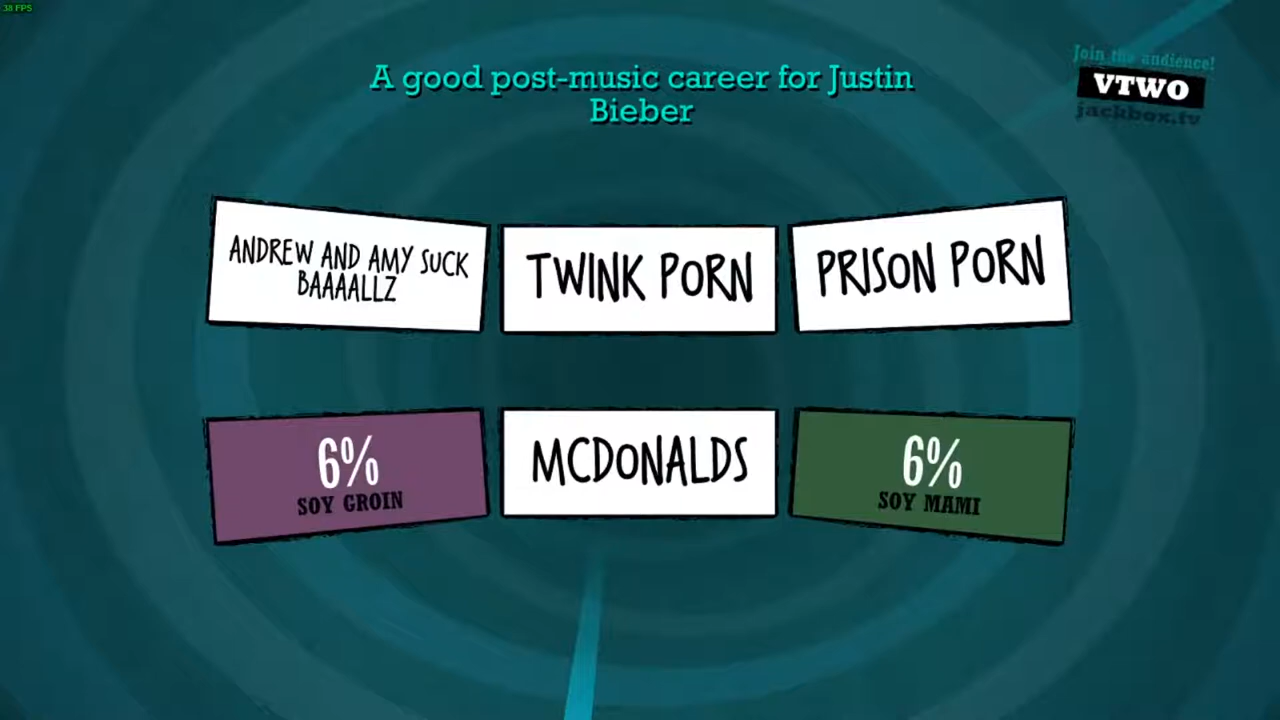 38 FPS
A good post-music career for Justin
Bieber
Join the audience!
VTWO
jackbox.tv
ANDREW AND AMY SUCK
BAAAALLZ
TWINK PORN
PRISON PORN
6%
SOY GROIN
MCDONALDS
6%
SOY MAMI